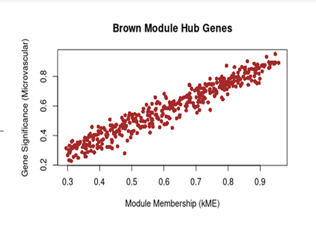 Brown Module Hub Genes
Gene Significance (Microvascular)
0.8
0.6
0.4
0.2
0.3 0.4 0.5 0.6 0.7 0.8 0.9
Module Membership (kME)